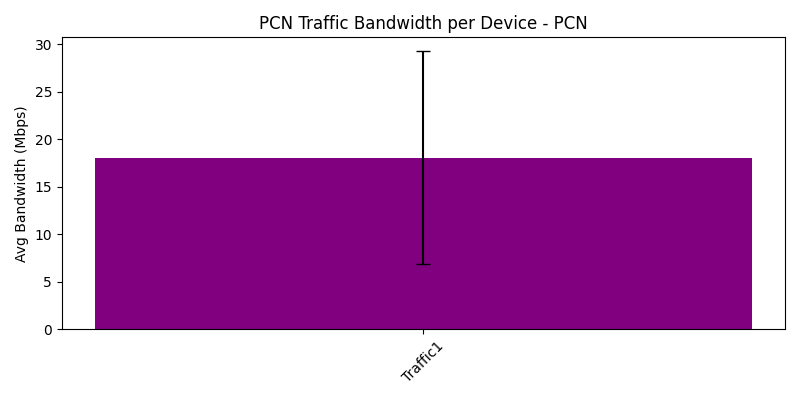 PCN Traffic Bandwidth per Device - PCN
30
25
20
15
10
5
0
Avg Bandwidth (Mbps)
Traffic1